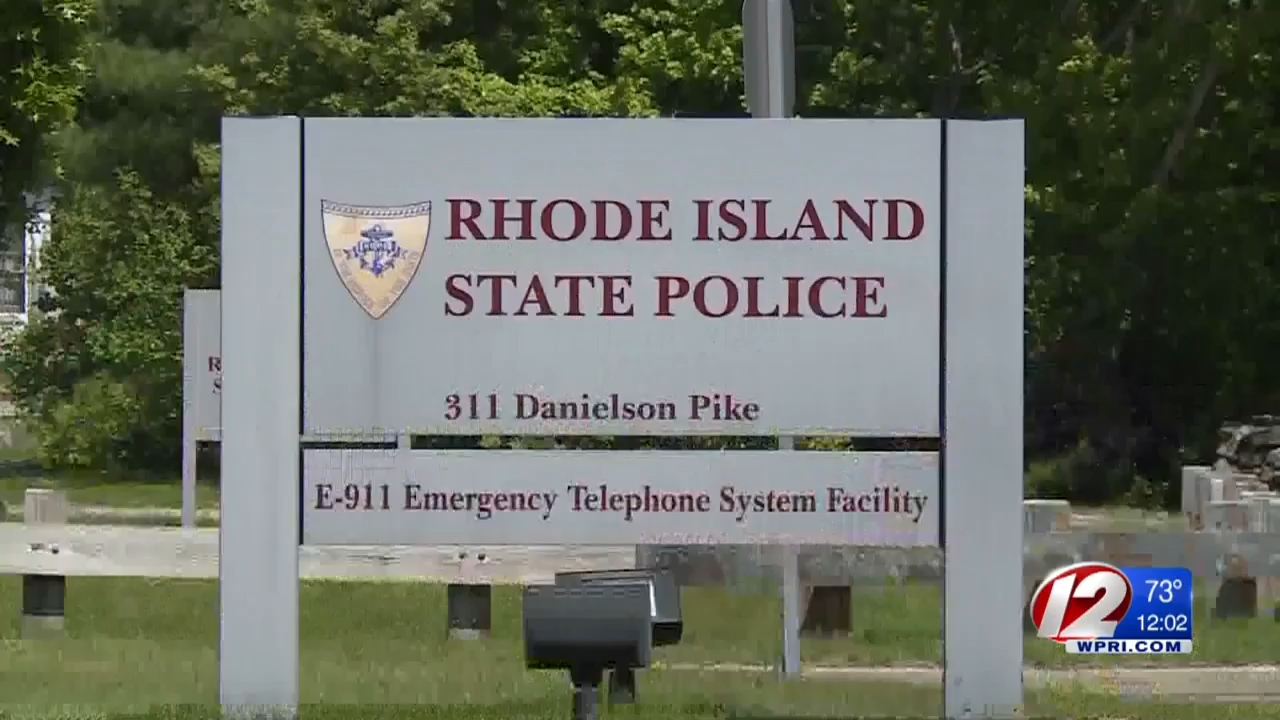 RHODE ISLAND
STATE POLICE
311 Danielson Pike
E-911 Emergency Telephone System Facility
R
S
12
73°
12:02
WPRI.COM